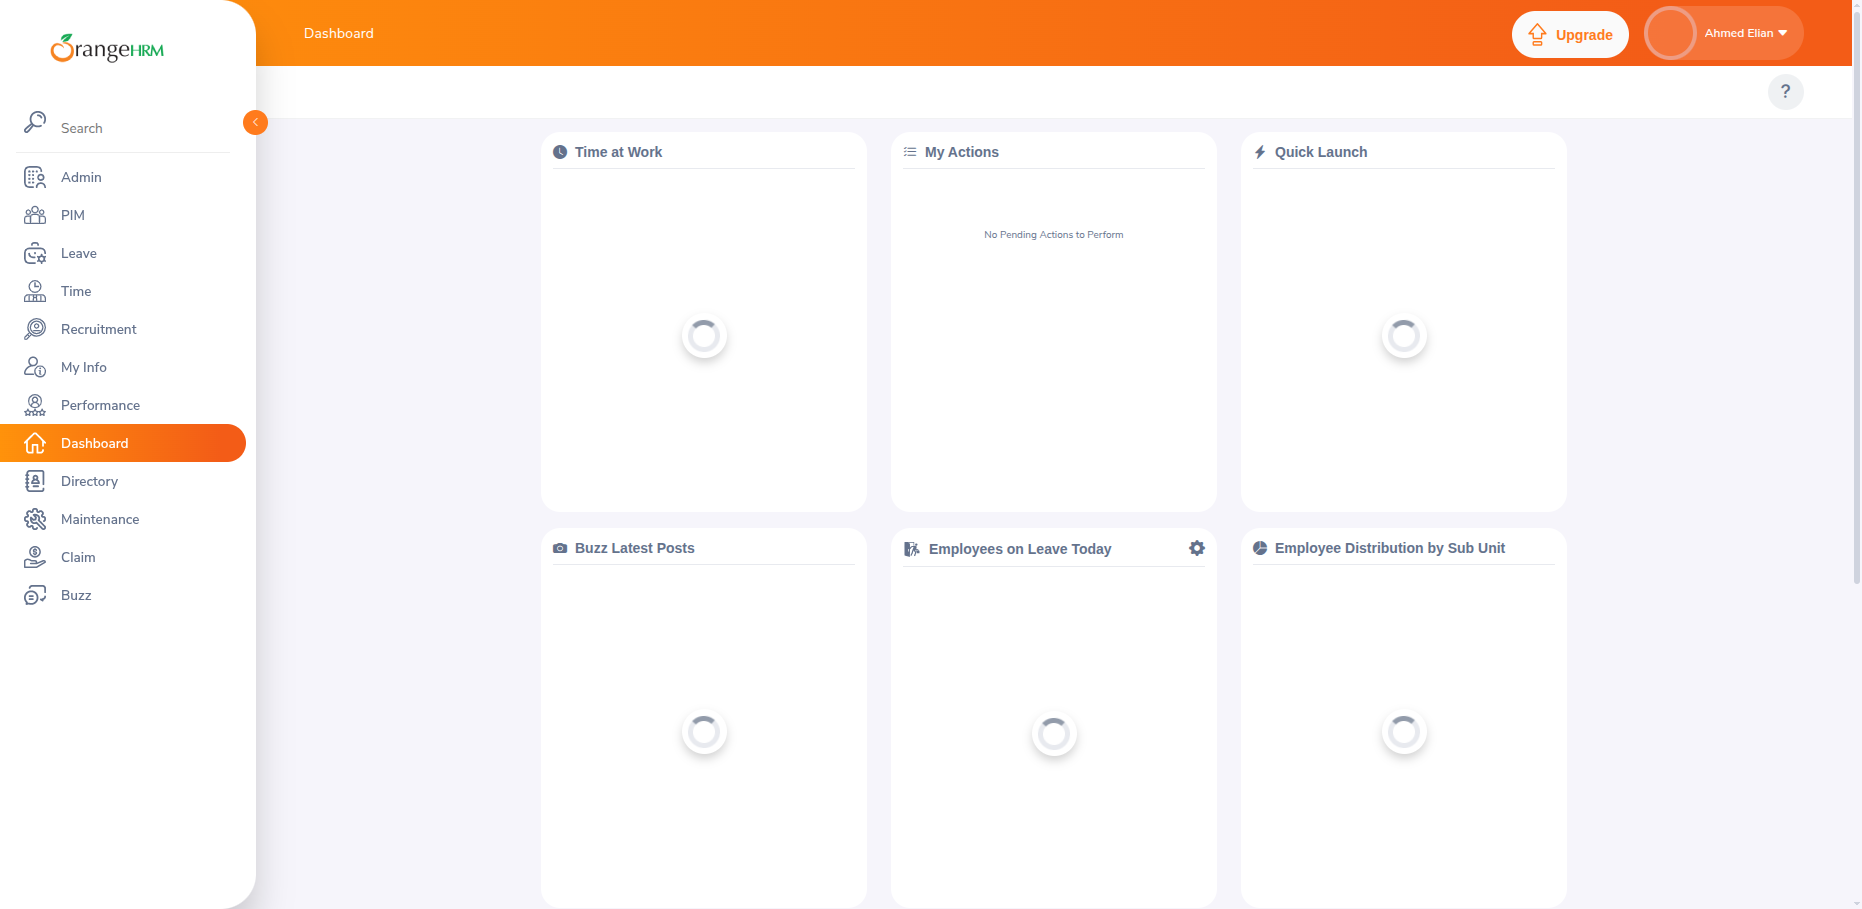 OrangeHRM
Dashboard
Upgrade
Ahmed Elian
?
Search
Admin
PIM
Leave
Time
Recruitment
My Info
Performance
Dashboard
Directory
Maintenance
Claim
Buzz
Time at Work
My Actions
No Pending Actions to Perform
Quick Launch
Buzz Latest Posts
Employees on Leave Today
Employee Distribution by Sub Unit